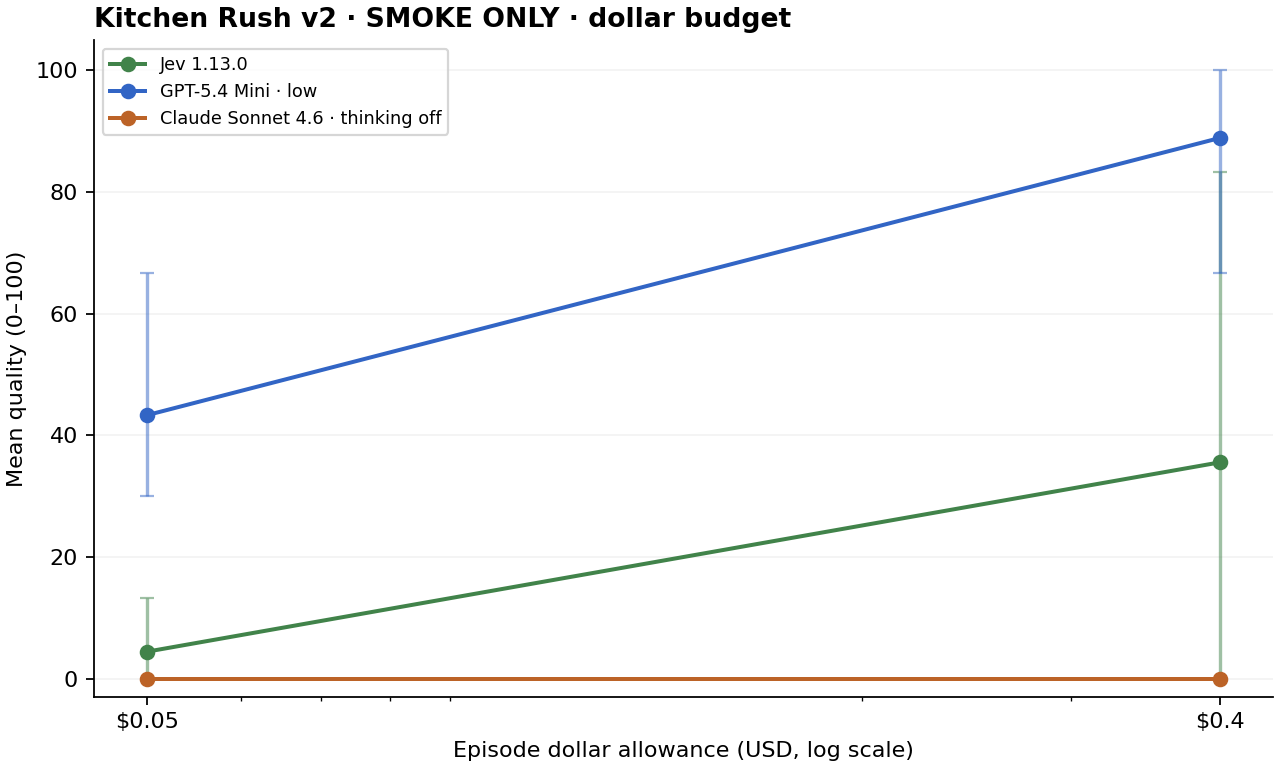 Kitchen Rush v2 · SMOKE ONLY · dollar budget
Jev 1.13.0
GPT-5.4 Mini · low
Claude Sonnet 4.6 · thinking off
100
80
60
40
20
0
Mean quality (0–100)
$0.05
$0.4
Episode dollar allowance (USD, log scale)